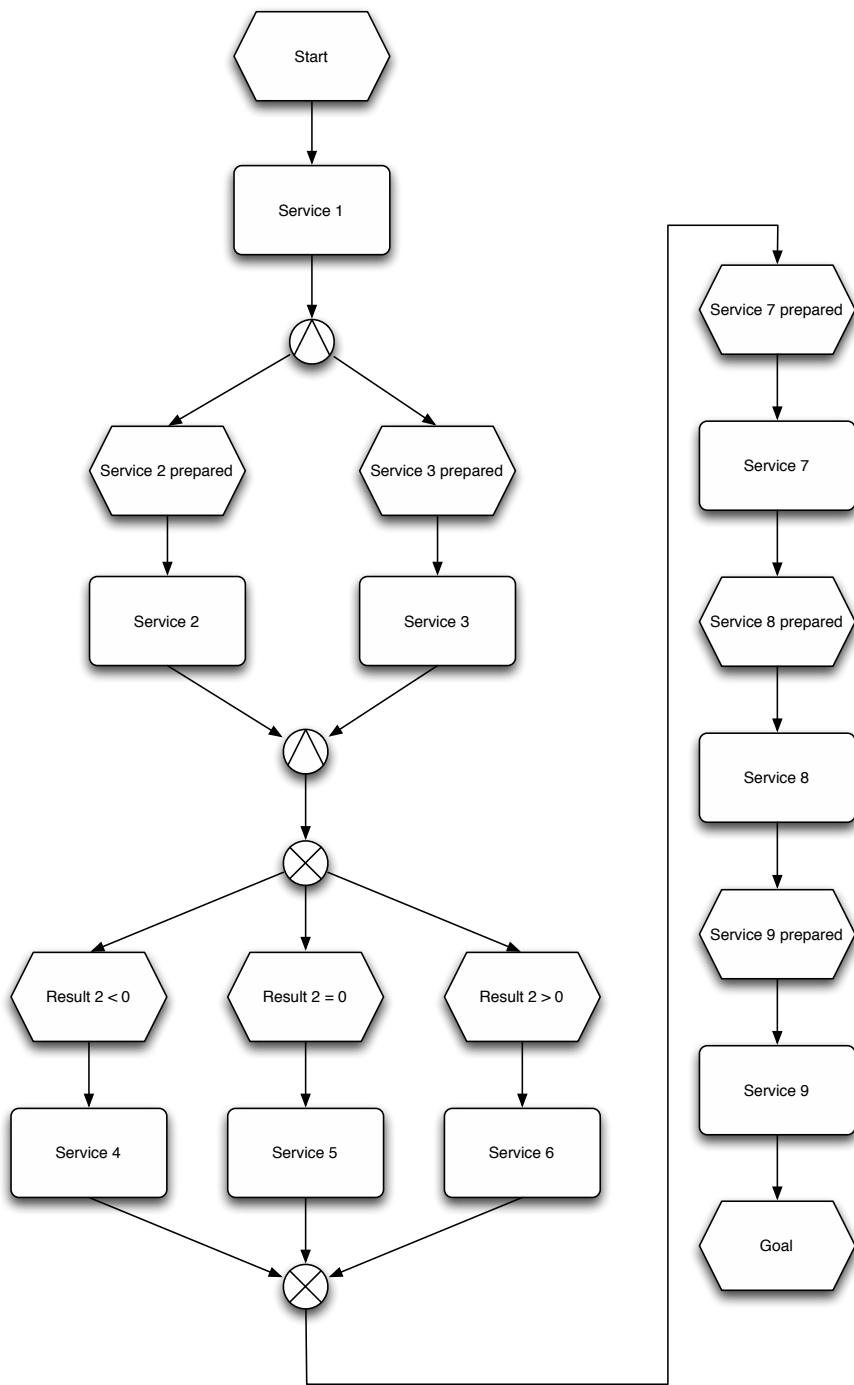 Start
Service 1
Service 2 prepared
Service 3 prepared
Service 2
Service 3
Result 2 < 0
Result 2 = 0
Result 2 > 0
Service 4
Service 5
Service 6
Service 7 prepared
Service 7
Service 8 prepared
Service 8
Service 9 prepared
Service 9
Goal